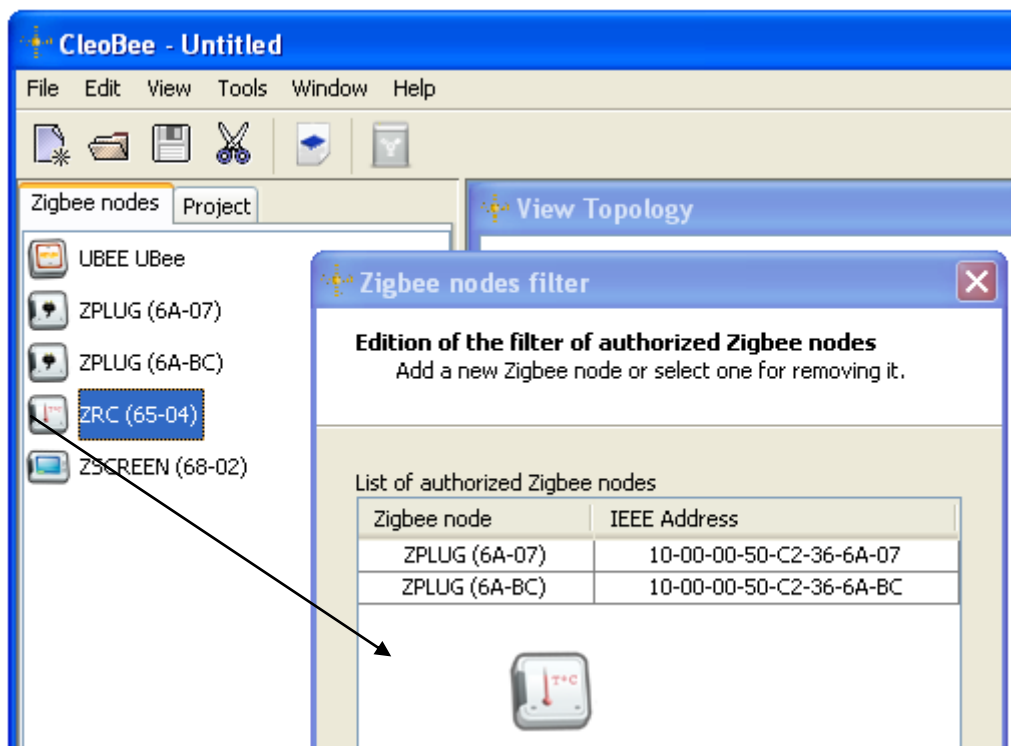 CleoBee - Untitled
File Edit View Tools Window Help
Zigbee nodes Project
View Topology
UBEE UBee
ZPLUG (6A-07)
ZPLUG (6A-BC)
ZRC (65-04)
ZSCREEN (68-02)
Zigbee nodes filter
Edition of the filter of authorized Zigbee nodes
Add a new Zigbee node or select one for removing it.
List of authorized Zigbee nodes
Zigbee node IEEE Address
ZPLUG (6A-07) 10-00-00-50-C2-36-6A-07
ZPLUG (6A-BC) 10-00-00-50-C2-36-6A-BC
T°C